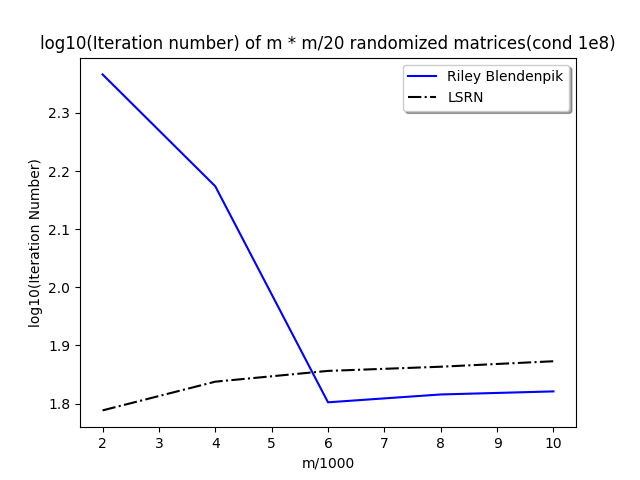 log10(Iteration number) of m * m/20 randomized matrices(cond 1e8)
Riley Blendenpik
LSRN
log10(Iteration Number)
2.3
2.2
2.1
2.0
1.9
1.8
2 3 4 5 6 7 8 9 10
m/1000